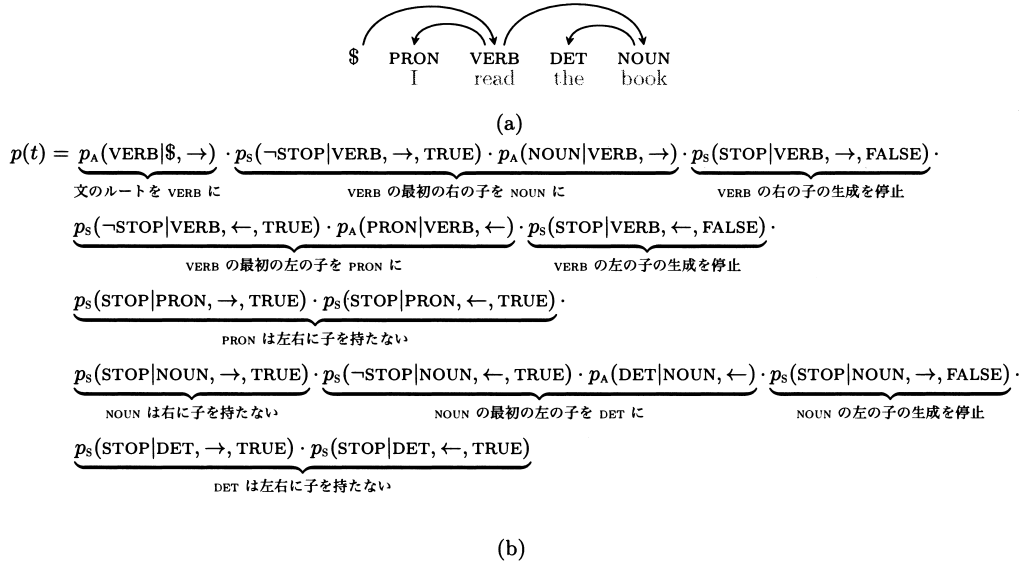 $ PRON VERB DET NOUN
I read the book
(a)
p(t) = p_A(VERB|$, →) · p_S(¬STOP|VERB, →, TRUE) · p_A(NOUN|VERB, →) · p_S(STOP|VERB, →, FALSE) ·
文のルートを VERB に VERB の最初の右の子を NOUN に VERB の右の子の生成を停止
p_S(¬STOP|VERB, ←, TRUE) · p_A(PRON|VERB, ←) · p_S(STOP|VERB, ←, FALSE) ·
VERB の最初の左の子を PRON に VERB の左の子の生成を停止
p_S(STOP|PRON, →, TRUE) · p_S(STOP|PRON, ←, TRUE) ·
PRON は左右に子を持たない
p_S(STOP|NOUN, →, TRUE) · p_S(¬STOP|NOUN, ←, TRUE) · p_A(DET|NOUN, ←) · p_S(STOP|NOUN, →, FALSE) ·
NOUN は右に子を持たない NOUN の最初の左の子を DET に NOUN の左の子の生成を停止
p_S(STOP|DET, →, TRUE) · p_S(STOP|DET, ←, TRUE)
DET は左右に子を持たない
(b)